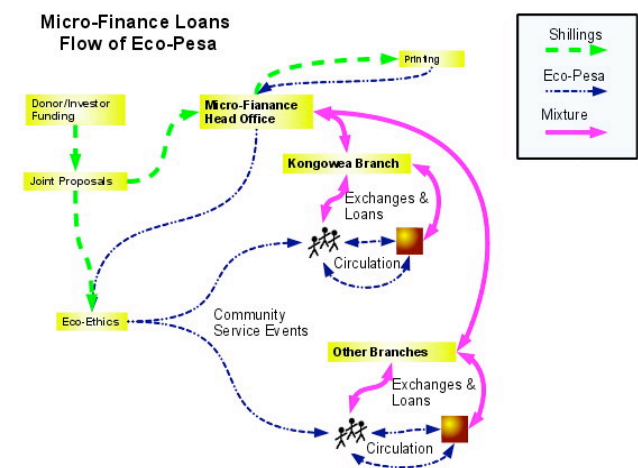 Micro-Finance Loans
Flow of Eco-Pesa
Shillings
Eco-Pesa
Mixture
Printing
Donor/Investor
Funding
Micro-Fianance
Head Office
Joint Proposals
Kongowea Branch
Exchanges &
Loans
Circulation
Eco-Ethics
Community
Service Events
Other Branches
Exchanges &
Loans
Circulation